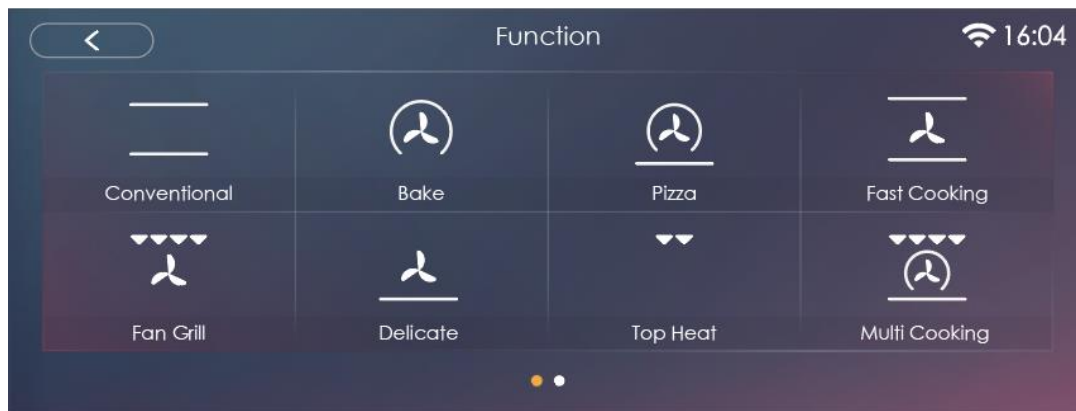 Function
16:04
Conventional
Bake
Pizza
Fast Cooking
Fan Grill
Delicate
Top Heat
Multi Cooking